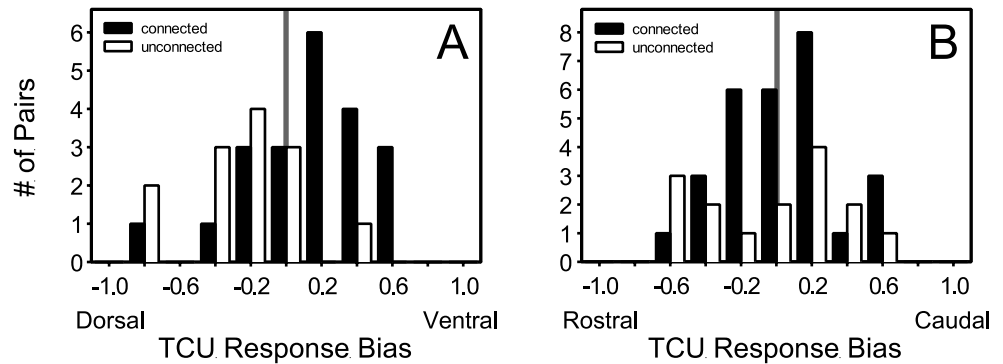 connected
unconnected
A
# of Pairs
6
5
4
3
2
1
0
-1.0 -0.6 -0.2 0.2 0.6 1.0
Dorsal Ventral
TCU Response Bias
connected
unconnected
B
8
7
6
5
4
3
2
1
0
-1.0 -0.6 -0.2 0.2 0.6 1.0
Rostral Caudal
TCU Response Bias